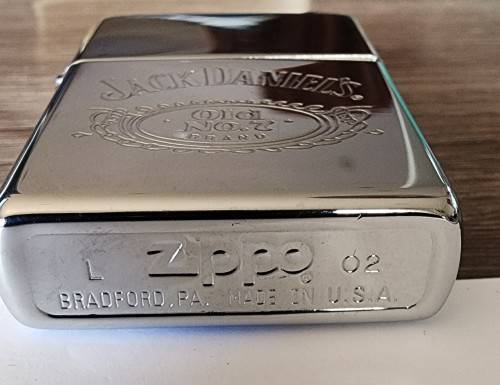 JACK DANIEL'S®
Old
No. 7
BRAND
L Zippo® 02
BRADFORD, PA. MADE IN U.S.A.